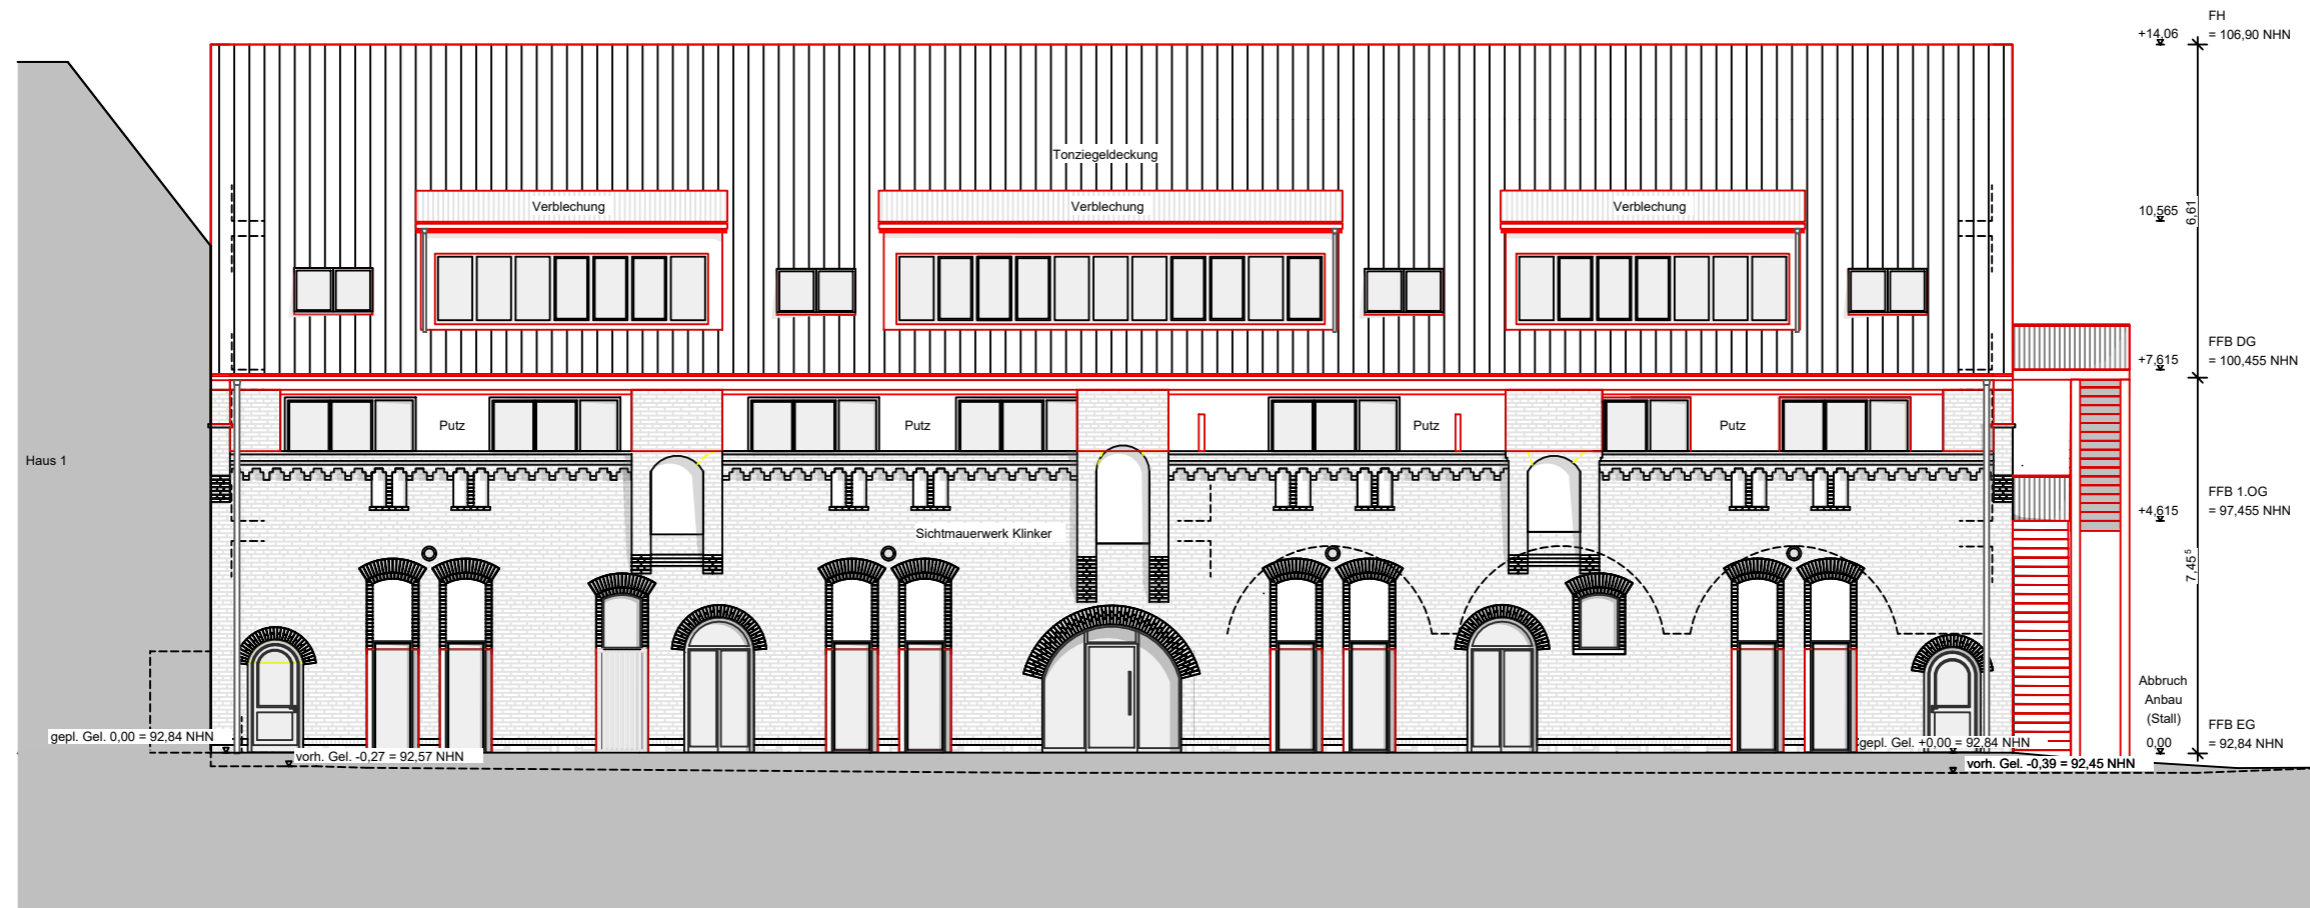 FH
+14,06
= 106,90 NHN
Tonziegeldeckung
Verblechung
Verblechung
Verblechung
10,565
6,61
FFB DG
+7,615
= 100,455 NHN
Putz
Putz
Putz
Putz
Haus 1
FFB 1.OG
+4,615
= 97,455 NHN
Sichtmauerwerk Klinker
7,45⁵
Abbruch
Anbau
(Stall)
FFB EG
gepl. Gel. 0,00 = 92,84 NHN
gepl. Gel. +0,00 = 92,84 NHN
0,00
= 92,84 NHN
vorh. Gel. -0,27 = 92,57 NHN
vorh. Gel. -0,39 = 92,45 NHN